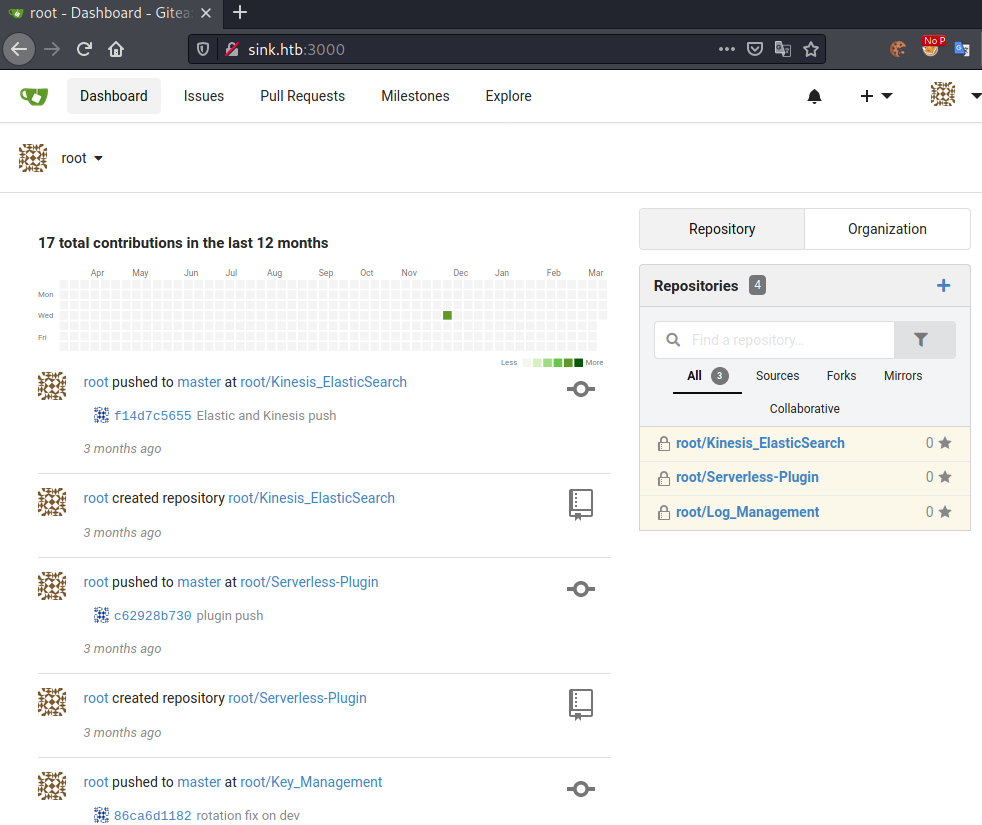 root - Dashboard - Gitea:
sink.htb:3000
No P
Dashboard Issues Pull Requests Milestones Explore
root
17 total contributions in the last 12 months
Apr May Jun Jul Aug Sep Oct Nov Dec Jan Feb Mar
Mon
Wed
Fri
Less More
root pushed to master at root/Kinesis_ElasticSearch
f14d7c5655 Elastic and Kinesis push
3 months ago
root created repository root/Kinesis_ElasticSearch
3 months ago
root pushed to master at root/Serverless-Plugin
c62928b730 plugin push
3 months ago
root created repository root/Serverless-Plugin
3 months ago
root pushed to master at root/Key_Management
86ca6d1182 rotation fix on dev
Repository Organization
Repositories 4
Find a repository...
All 3 Sources Forks Mirrors
Collaborative
root/Kinesis_ElasticSearch 0
root/Serverless-Plugin 0
root/Log_Management 0